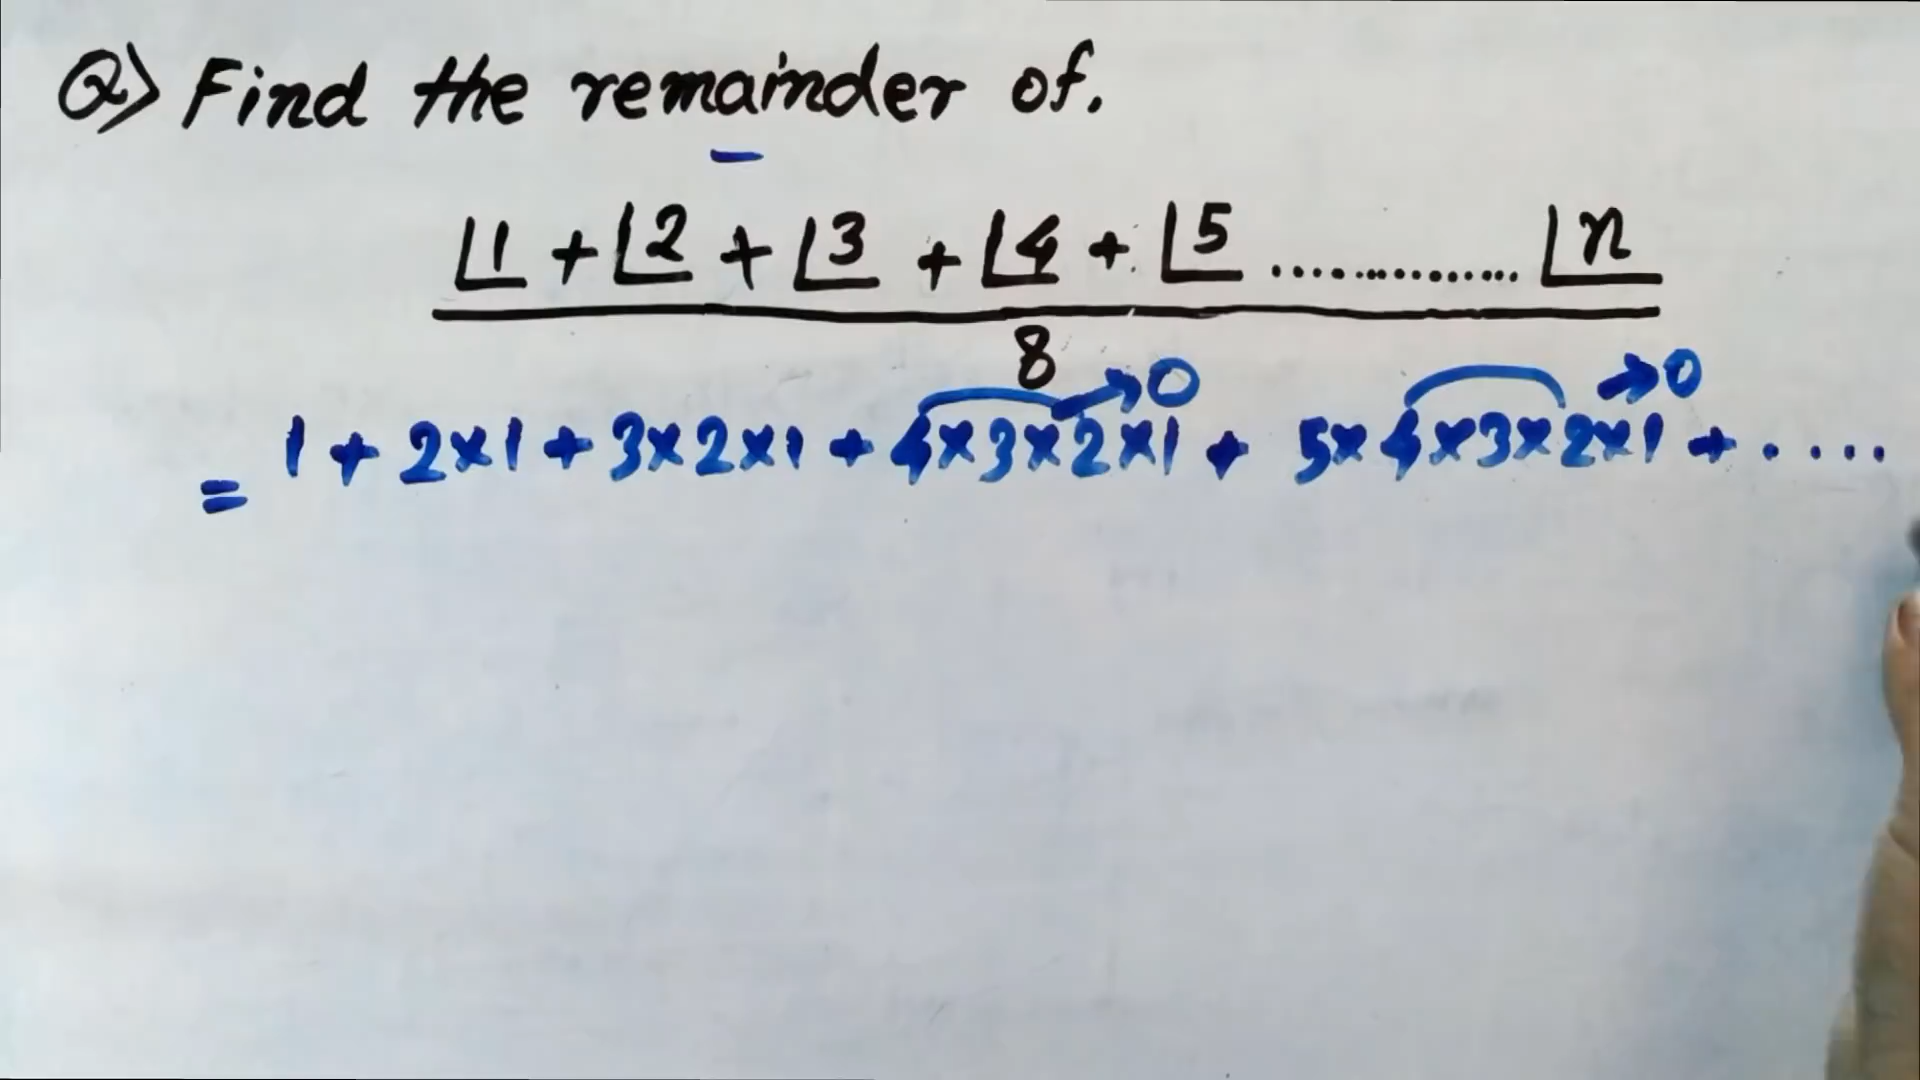 Q) Find the remainder of.
⌊1 + ⌊2 + ⌊3 + ⌊4 + ⌊5 ................ ⌊n
8
→0 →0
= 1 + 2×1 + 3×2×1 + 4×3×2×1 + 5×4×3×2×1 + ....